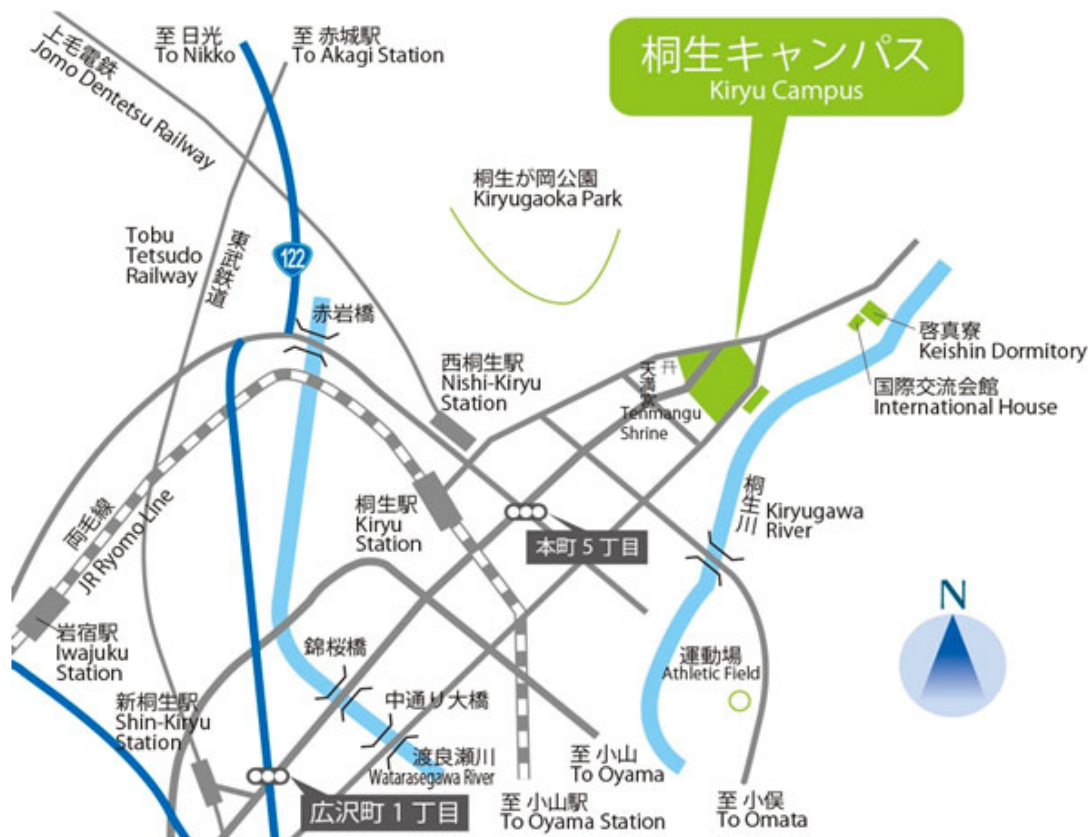 上毛電鉄
Jomo Dentetsu Railway
至 日光
To Nikko
至 赤城駅
To Akagi Station
桐生キャンパス
Kiryu Campus
桐生が岡公園
Kiryugaoka Park
Tobu
Tetsudo
Railway
東武鉄道
122
赤岩橋
西桐生駅
Nishi-Kiryu
Station
天満宮
Tenmangu
Shrine
啓真寮
Keishin Dormitory
国際交流会館
International House
両毛線
JR Ryomo Line
桐生駅
Kiryu
Station
本町5丁目
桐生川
Kiryugawa
River
N
岩宿駅
Iwajuku
Station
新桐生駅
Shin-Kiryu
Station
錦桜橋
中通り大橋
渡良瀬川
Watarasegawa River
運動場
Athletic Field
広沢町1丁目
至 小山
To Oyama
至 小山駅
To Oyama Station
至 小俣
To Omata